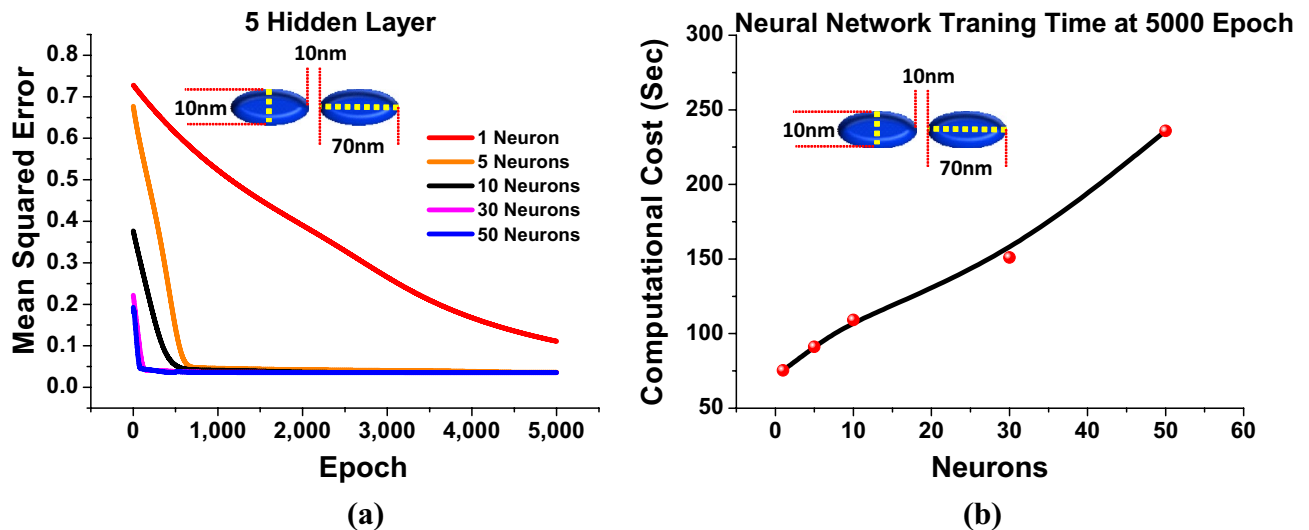 5 Hidden Layer
Mean Squared Error
0.8
0.7
0.6
0.5
0.4
0.3
0.2
0.1
0.0
10nm
10nm
70nm
1 Neuron
5 Neurons
10 Neurons
30 Neurons
50 Neurons
0 1,000 2,000 3,000 4,000 5,000
Epoch
(a)
Neural Network Traning Time at 5000 Epoch
Computational Cost (Sec)
300
250
200
150
100
50
10nm
10nm
70nm
0 10 20 30 40 50 60
Neurons
(b)